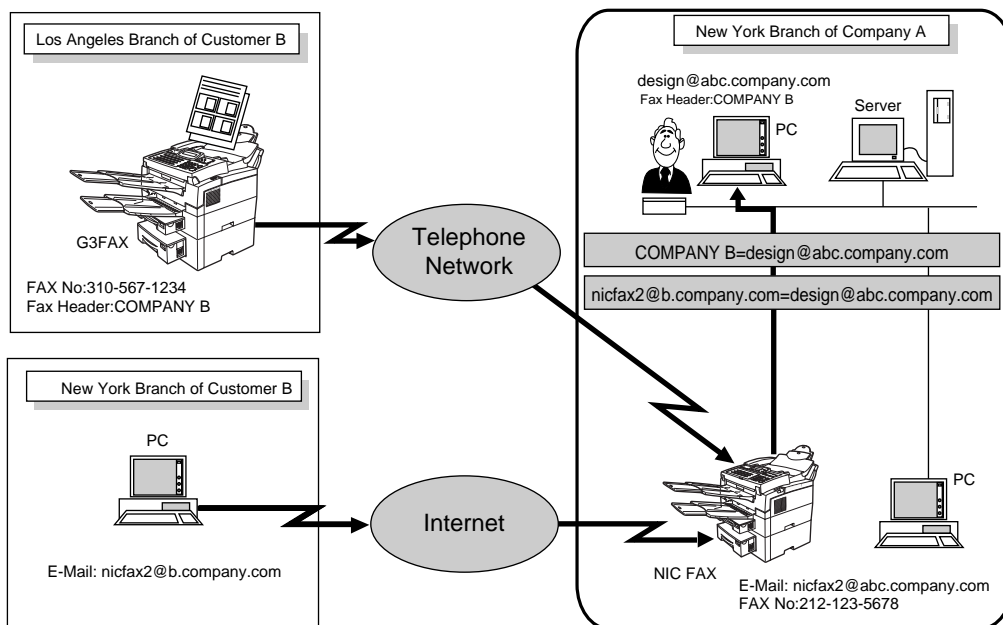 Los Angeles Branch of Customer B
G3FAX
FAX No:310-567-1234
Fax Header:COMPANY B
New York Branch of Customer B
PC
E-Mail: nicfax2@b.company.com
Telephone
Network
Internet
New York Branch of Company A
design@abc.company.com
Fax Header:COMPANY B
PC
Server
COMPANY B=design@abc.company.com
nicfax2@b.company.com=design@abc.company.com
NIC FAX
PC
E-Mail: nicfax2@abc.company.com
FAX No:212-123-5678